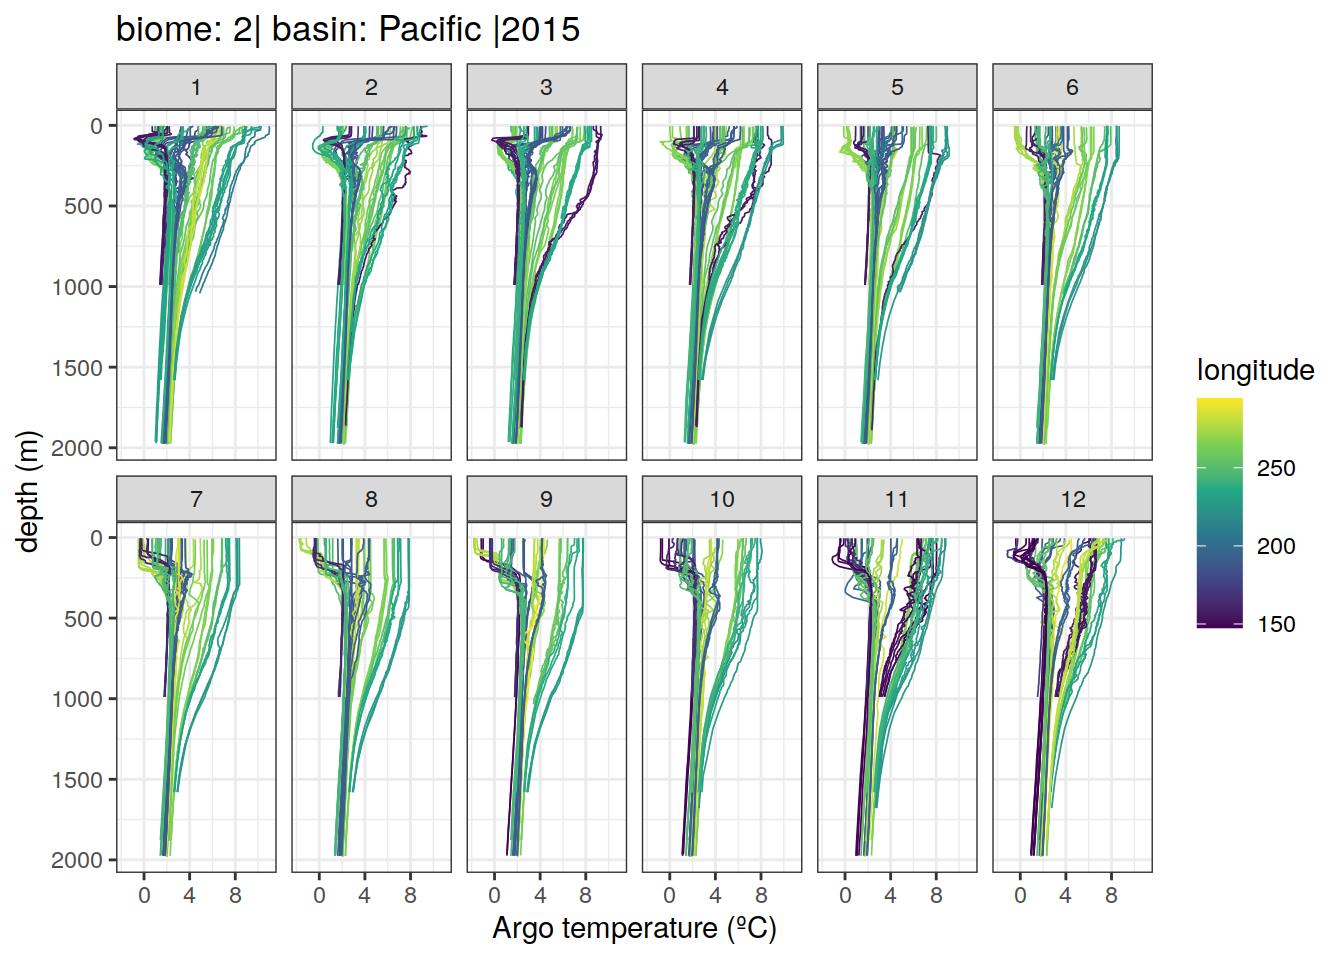 biome: 2| basin: Pacific |2015
1 2 3 4 5 6
0
500
1000
1500
2000
7 8 9 10 11 12
0
500
1000
1500
2000
0 4 8 0 4 8 0 4 8 0 4 8 0 4 8 0 4 8
Argo temperature (ºC)
depth (m)
longitude
250
200
150